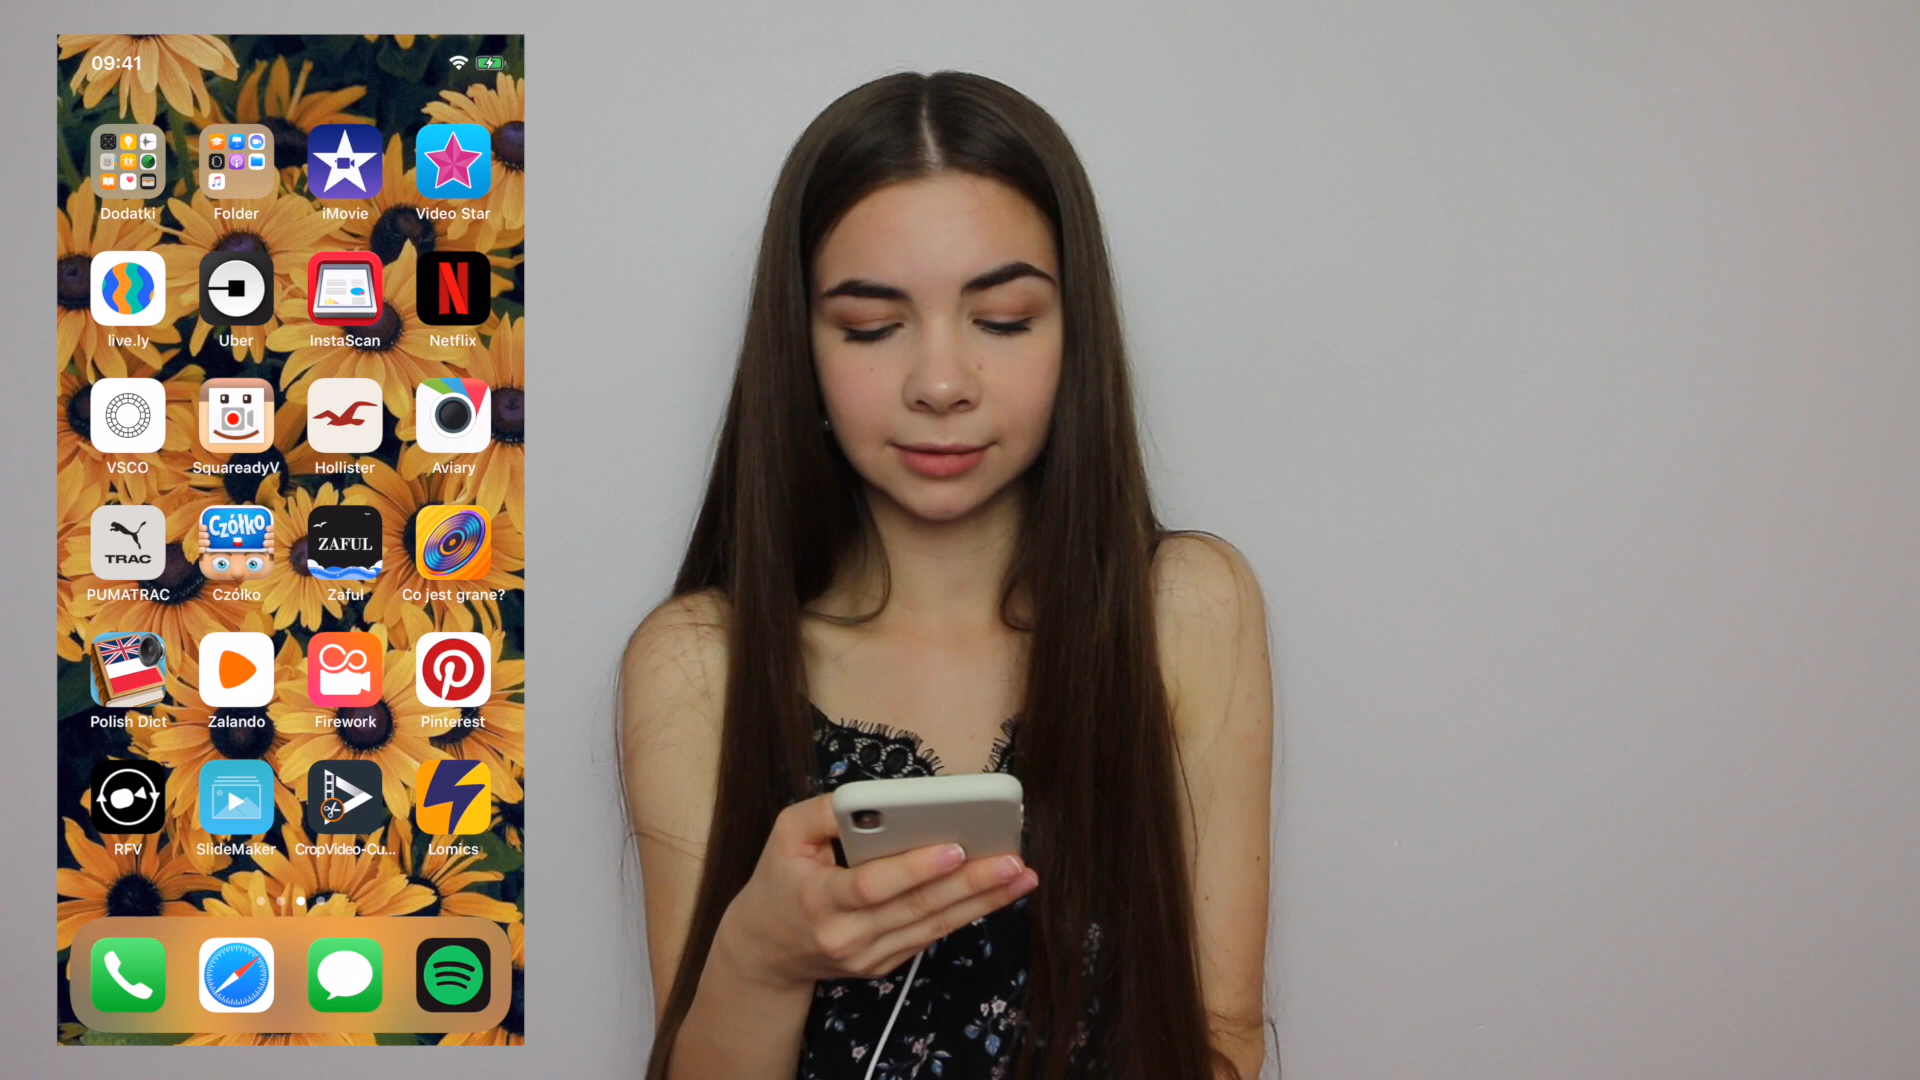 09:41
Dodatki
Folder
iMovie
Video Star
live.ly
Uber
InstaScan
Netflix
VSCO
SquareadyV
Hollister
Aviary
TRAC
Czółko
ZAFUL
PUMATRAC
Czółko
Zaful
Co jest grane?
Polish Dict
Zalando
Firework
Pinterest
RFV
SlideMaker
CropVideo-Cu...
Lomics